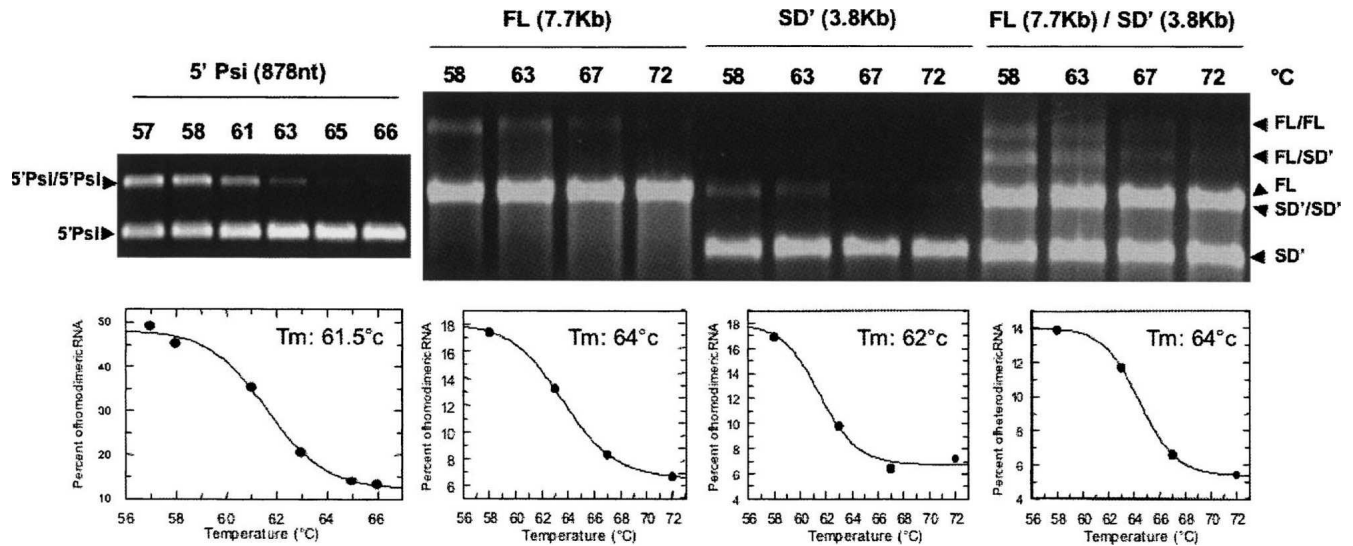 FL (7.7Kb) SD' (3.8Kb) FL (7.7Kb) / SD' (3.8Kb)
5' Psi (878nt)
58 63 67 72 58 63 67 72 58 63 67 72 °C
57 58 61 63 65 66
5'Psi/5'Psi
5'Psi
FL/FL
FL/SD'
FL
SD'/SD'
SD'
Percent of homodimeric RNA
50
40
30
20
10
Tm: 61.5°c
56 58 60 62 64 66
Temperature (°C)
Percent of homodimeric RNA
18
16
14
12
10
8
6
Tm: 64°c
56 58 60 62 64 66 68 70 72
Temperature (°C)
Percent of homodimeric RNA
18
16
14
12
10
8
6
4
Tm: 62°c
56 58 60 62 64 66 68 70 72
Temperature (°C)
Percent of heterodimeric RNA
14
12
10
8
6
4
Tm: 64°c
56 58 60 62 64 66 68 70 72
Temperature (°C)